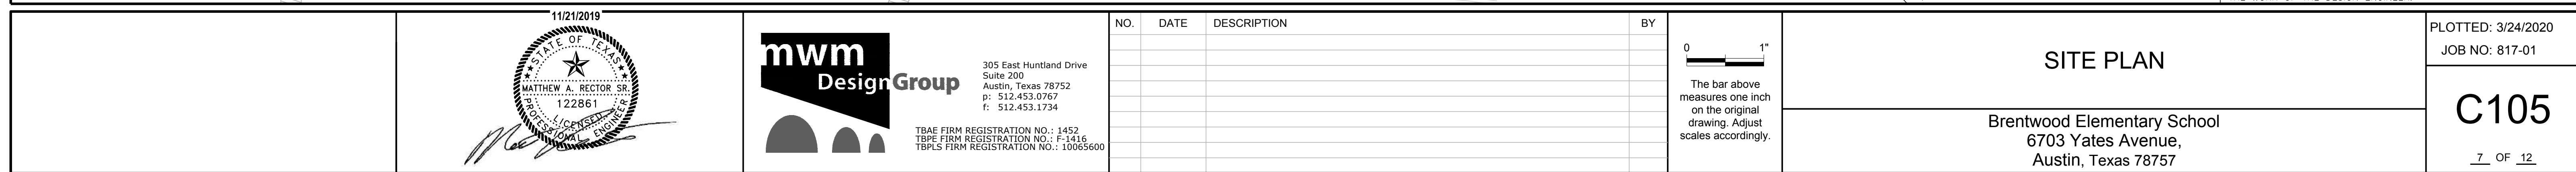 11/21/2019
STATE OF TEXAS
MATTHEW A. RECTOR SR.
122861
LICENSED
PROFESSIONAL ENGINEER
mwm
DesignGroup
305 East Huntland Drive
Suite 200
Austin, Texas 78752
p: 512.453.0767
f: 512.453.1734
TBAE FIRM REGISTRATION NO.: 1452
TBPE FIRM REGISTRATION NO.: F-1416
TBPLS FIRM REGISTRATION NO.: 10065600
NO. DATE DESCRIPTION BY
0 1"
The bar above
measures one inch
on the original
drawing. Adjust
scales accordingly.
SITE PLAN
Brentwood Elementary School
6703 Yates Avenue,
Austin, Texas 78757
PLOTTED: 3/24/2020
JOB NO: 817-01
C105
7 OF 12